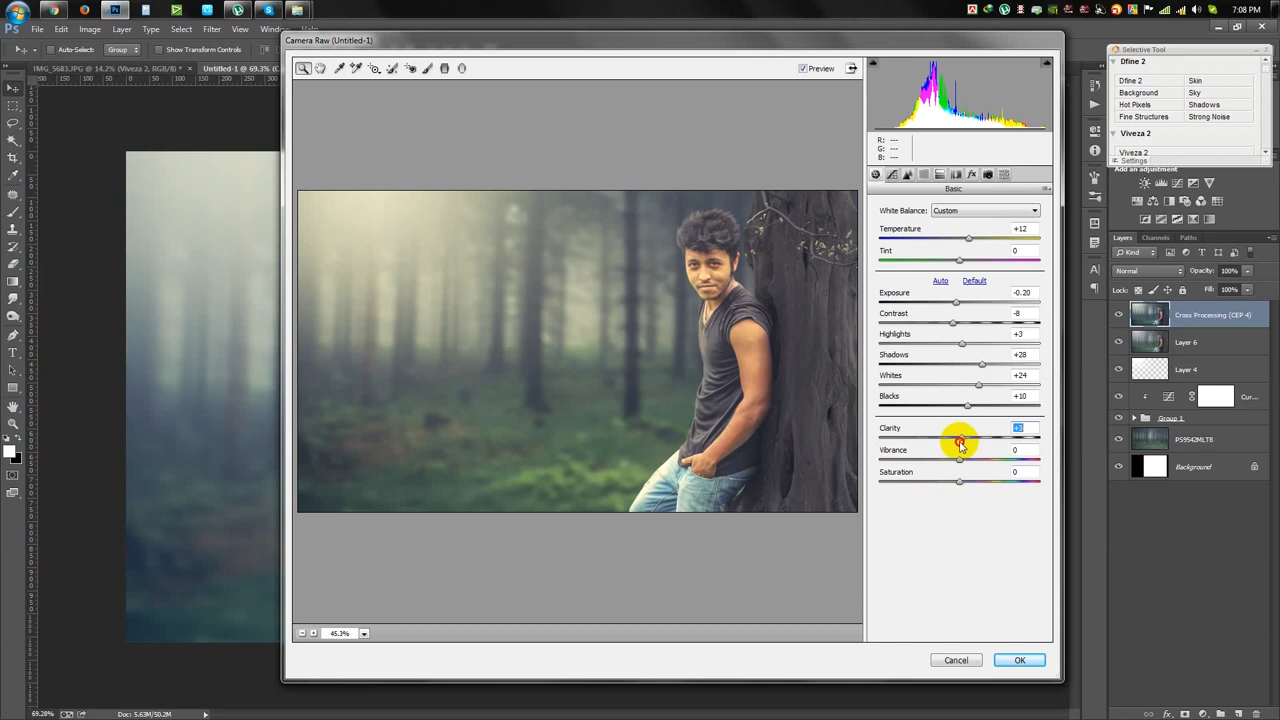 7:08 PM
Ps File Edit Image Layer Type Select Filter
Auto-Select: Group Show Transform Controls
IMG_5683.JPG @ 14.2% (Viveza 2, RGB/8) * × Untitled-1 @ 69.3% (
Camera Raw (Untitled-1)
Preview
R: ---
G: ---
B: ---
Basic
White Balance: Custom
Temperature +12
Tint 0
Auto Default
Exposure -0.20
Contrast -8
Highlights +3
Shadows +28
Whites +24
Blacks +10
Clarity +3
Vibrance 0
Saturation 0
45.3%
Cancel OK
Selective Tool
Dfine 2
Dfine 2 Skin
Background Sky
Hot Pixels Shadows
Fine Structures Strong Noise
Viveza 2
Viveza 2
Settings
Add an adjustment
Layers Channels Paths
Kind
Normal Opacity: 100%
Lock: Fill: 100%
Cross Processing (CEP 4)
Layer 6
Layer 4
Cur...
Group 1
PS9542MLTB
Background
69.28% Doc: 5.63M/50.2M